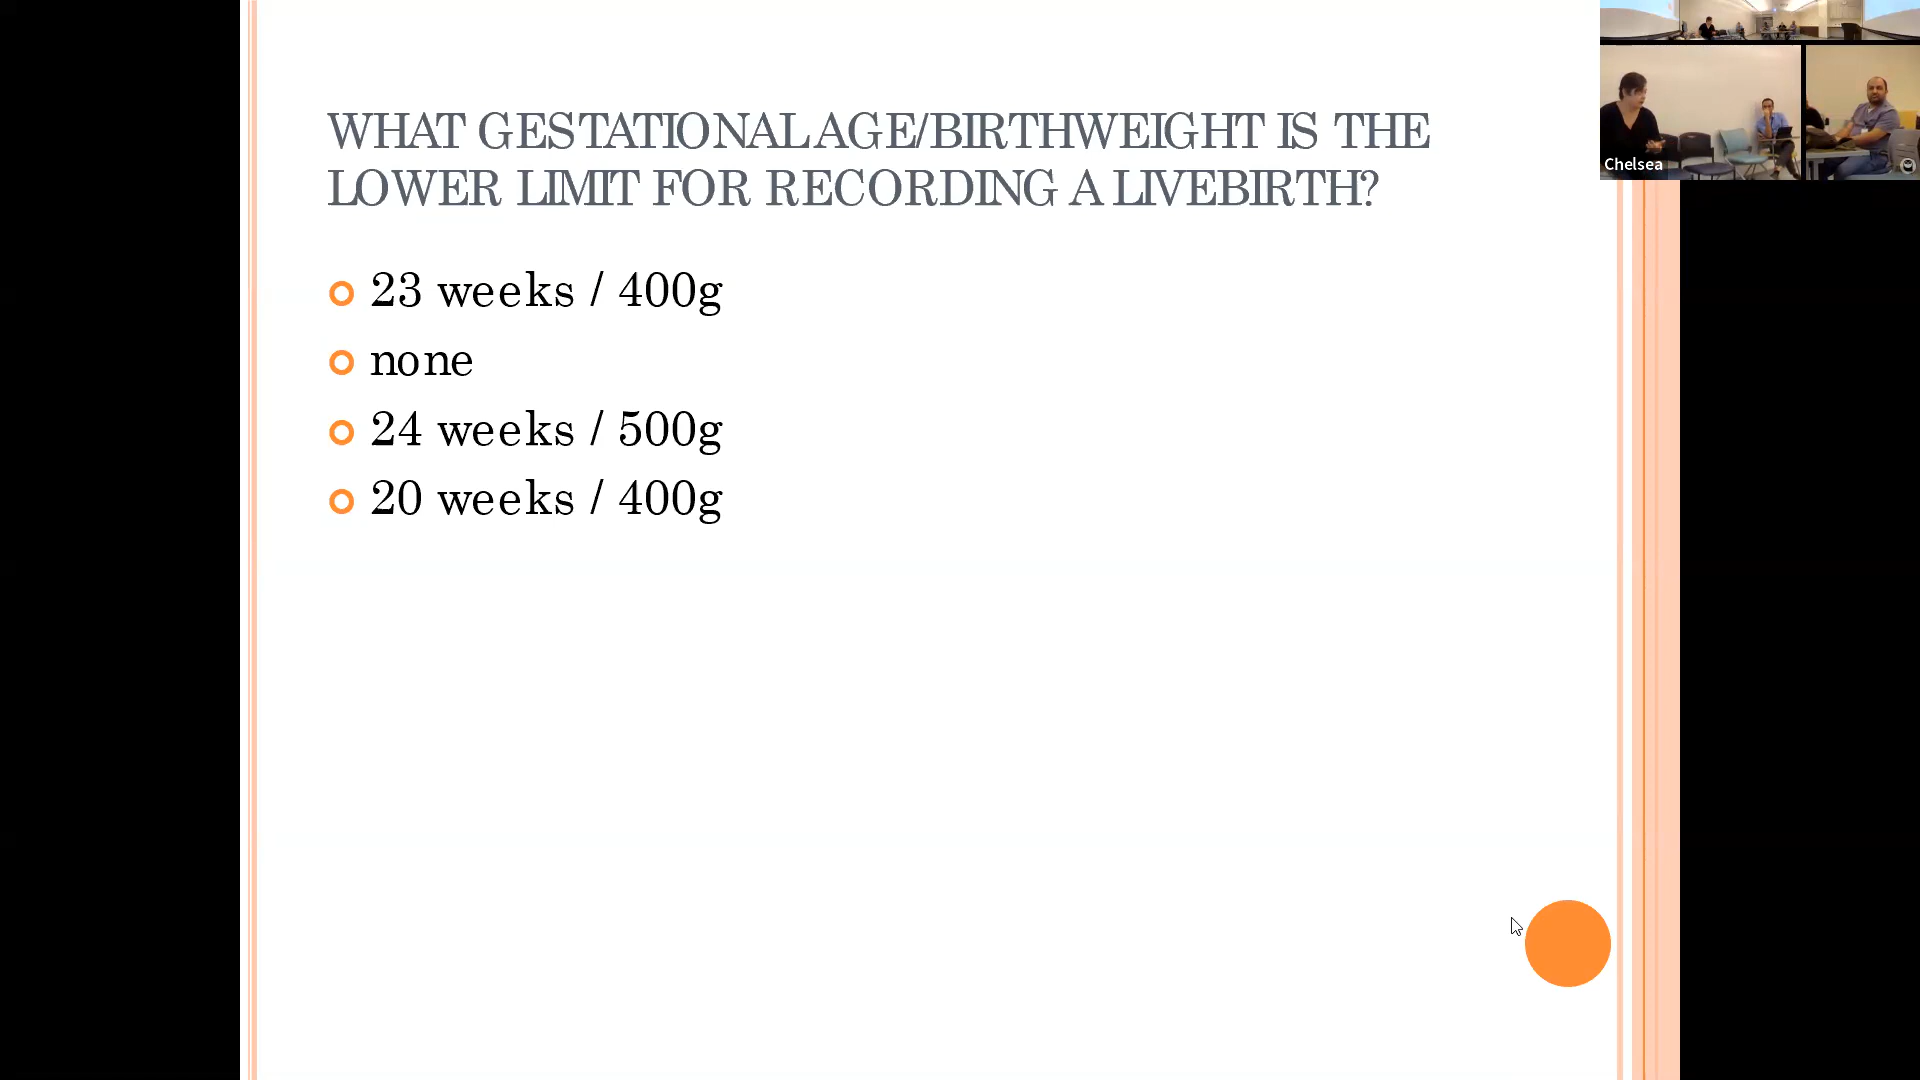 WHAT GESTATIONAL AGE/BIRTHWEIGHT IS THE
LOWER LIMIT FOR RECORDING A LIVEBIRTH?
23 weeks / 400g
none
24 weeks / 500g
20 weeks / 400g
Chelsea